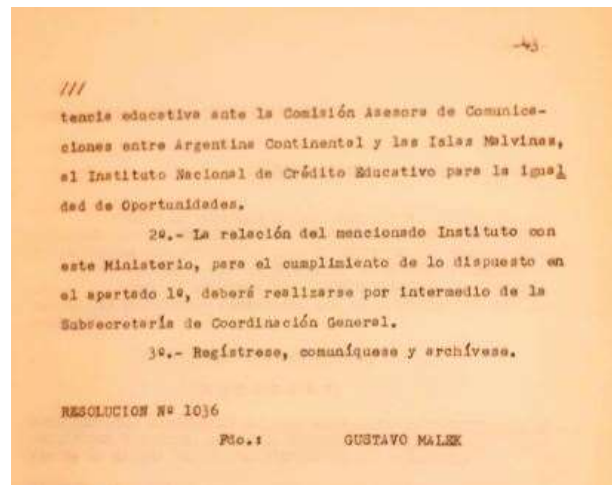 -43-
///
tencia educativa ante la Comisión Asesora de Comunica-
ciones entre Argentina Continental y las Islas Malvinas,
al Instituto Nacional de Crédito Educativo para la igual
dad de Oportunidades.
2º.- La relación del mencionado Instituto con
este Ministerio, para el cumplimiento de lo dispuesto en
el apartado 1º, deberá realizarse por intermedio de la
Subsecretaría de Coordinación General.
3º.- Regístrese, comuníquese y archívese.
RESOLUCION Nº 1036
Fdo.: GUSTAVO MALEK